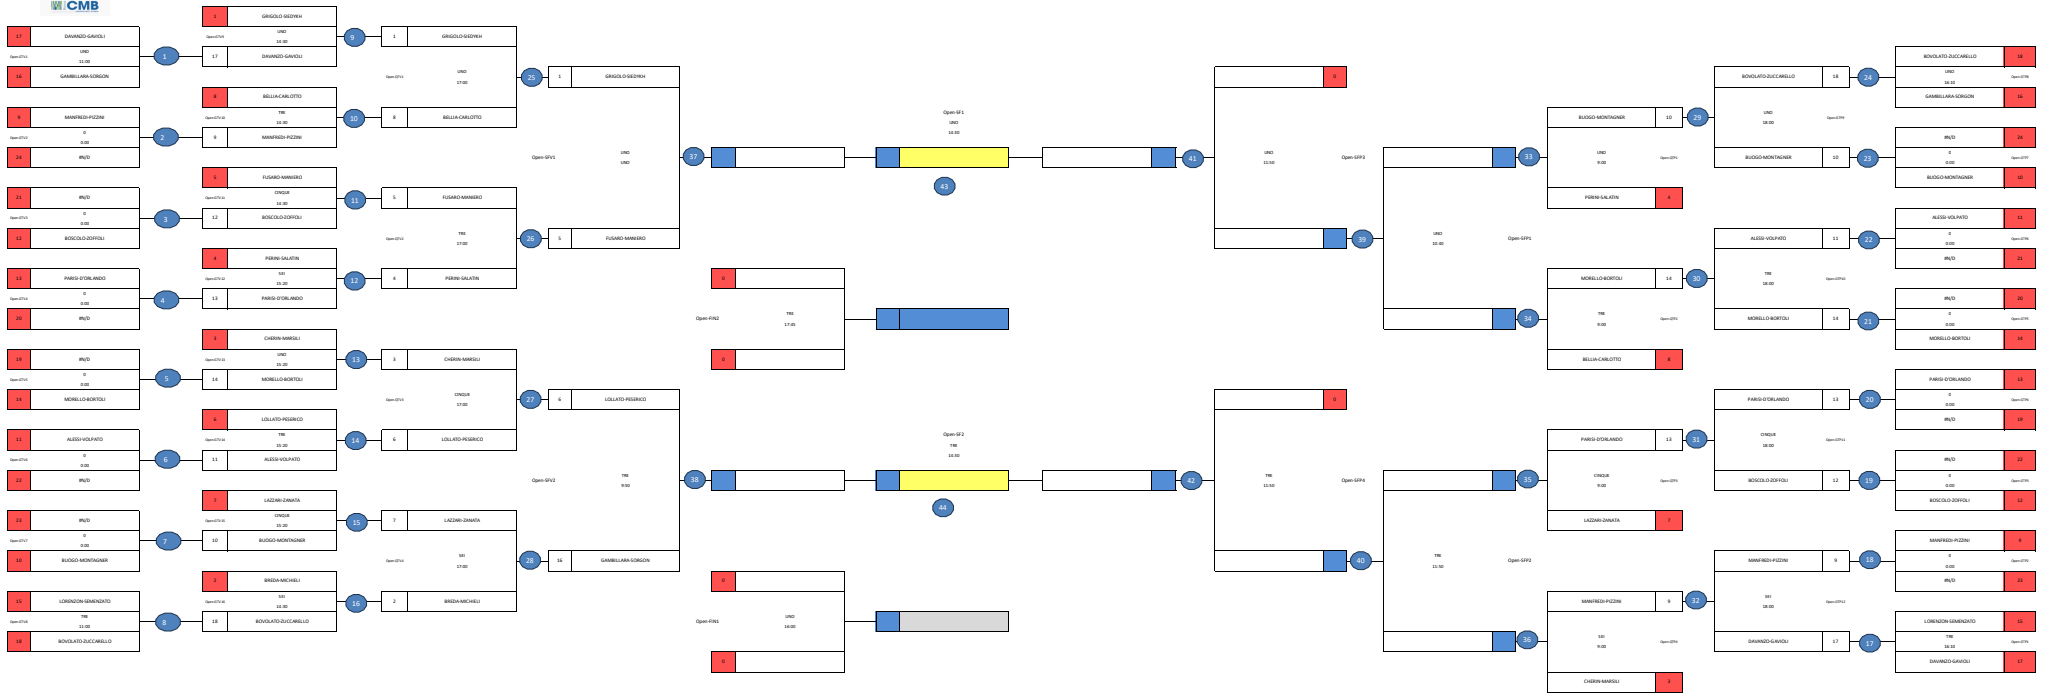 CMB
17 DAVANZO-GAVIOLI
UNO
11:00
16 GAMBILLARA-SORGON
1
9 MANFREDI-PIZZINI
0
0:00
24 #N/D
2
21 #N/D
0
0:00
12 BOSCOLO-ZOFFOLI
3
13 PARISI-D'ORLANDO
0
0:00
20 #N/D
4
19 #N/D
0
0:00
14 MORELLO-BORTOLI
5
11 ALESSI-VOLPATO
0
0:00
22 #N/D
6
23 #N/D
0
0:00
10 BUOGO-MONTAGNER
7
15 LORENZON-SEMENZATO
TRE
11:00
18 BOVOLATO-ZUCCARELLO
8
1 GRIGOLO-SIEDYKH
UNO
14:30
17 DAVANZO-GAVIOLI
9
8 BELLIA-CARLOTTO
TRE
14:30
9 MANFREDI-PIZZINI
10
5 FUSARO-MANIERO
CINQUE
14:30
12 BOSCOLO-ZOFFOLI
11
4 PERINI-SALATIN
SEI
15:20
13 PARISI-D'ORLANDO
12
3 CHERIN-MARSILI
UNO
15:20
14 MORELLO-BORTOLI
13
6 LOLLATO-PESERICO
TRE
15:20
11 ALESSI-VOLPATO
14
7 LAZZARI-ZANATA
CINQUE
15:20
10 BUOGO-MONTAGNER
15
2 BREDA-MICHIELI
SEI
14:30
18 BOVOLATO-ZUCCARELLO
16
1 GRIGOLO-SIEDYKH
UNO
17:00
8 BELLIA-CARLOTTO
25
5 FUSARO-MANIERO
TRE
17:00
4 PERINI-SALATIN
26
3 CHERIN-MARSILI
CINQUE
17:00
6 LOLLATO-PESERICO
27
7 LAZZARI-ZANATA
SEI
17:00
2 BREDA-MICHIELI
28
1 GRIGOLO-SIEDYKH
Open-SFV1
UNO
UNO
5 FUSARO-MANIERO
37
6 LOLLATO-PESERICO
Open-SFV2
TRE
9:50
16 GAMBILLARA-SORGON
38
Open-SF1
UNO
14:50
43
0
Open-FIN2
TRE
17:45
0
Open-SF2
TRE
14:50
44
0
Open-FIN1
UNO
16:00
0
41
0
UNO
11:50
Open-SFP3
39
42
0
TRE
11:50
Open-SFP4
40
UNO
10:40
Open-SFP1
33
34
TRE
11:50
Open-SFP2
35
36
BUOGO-MONTAGNER 10
UNO
9:00
PERINI-SALATIN 4
29
MORELLO-BORTOLI 14
TRE
9:00
BELLIA-CARLOTTO 8
30
PARISI-D'ORLANDO 13
CINQUE
9:00
LAZZARI-ZANATA 7
31
MANFREDI-PIZZINI 9
SEI
9:00
CHERIN-MARSILI 3
32
BOVOLATO-ZUCCARELLO 18
UNO
18:00
BUOGO-MONTAGNER 10
24
23
ALESSI-VOLPATO 11
TRE
18:00
MORELLO-BORTOLI 14
22
21
PARISI-D'ORLANDO 13
CINQUE
18:00
BOSCOLO-ZOFFOLI 12
20
19
MANFREDI-PIZZINI 9
SEI
18:00
DAVANZO-GAVIOLI 17
18
17
BOVOLATO-ZUCCARELLO 18
UNO
16:10
GAMBILLARA-SORGON 16
#N/D 24
0
0:00
BUOGO-MONTAGNER 10
ALESSI-VOLPATO 11
0
0:00
#N/D 21
#N/D 20
0
0:00
MORELLO-BORTOLI 14
PARISI-D'ORLANDO 13
0
0:00
#N/D 19
#N/D 22
0
0:00
BOSCOLO-ZOFFOLI 12
MANFREDI-PIZZINI 9
0
0:00
#N/D 23
LORENZON-SEMENZATO 15
TRE
16:10
DAVANZO-GAVIOLI 17